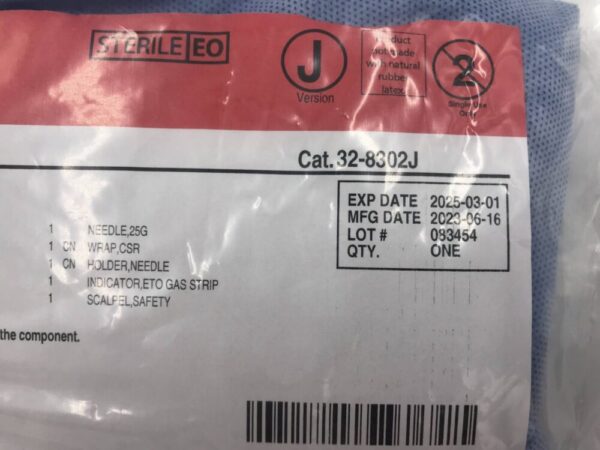 STERILE EO
J
Version
Product
not made
with natural
rubber
latex
2
Single Use
Only
Cat. 32-8302J
EXP DATE 2025-03-01
MFG DATE 2023-06-16
LOT # 083454
QTY. ONE
1 NEEDLE,25G
1 CN WRAP,CSR
1 CN HOLDER,NEEDLE
1 INDICATOR,ETO GAS STRIP
1 SCALPEL,SAFETY
the component.